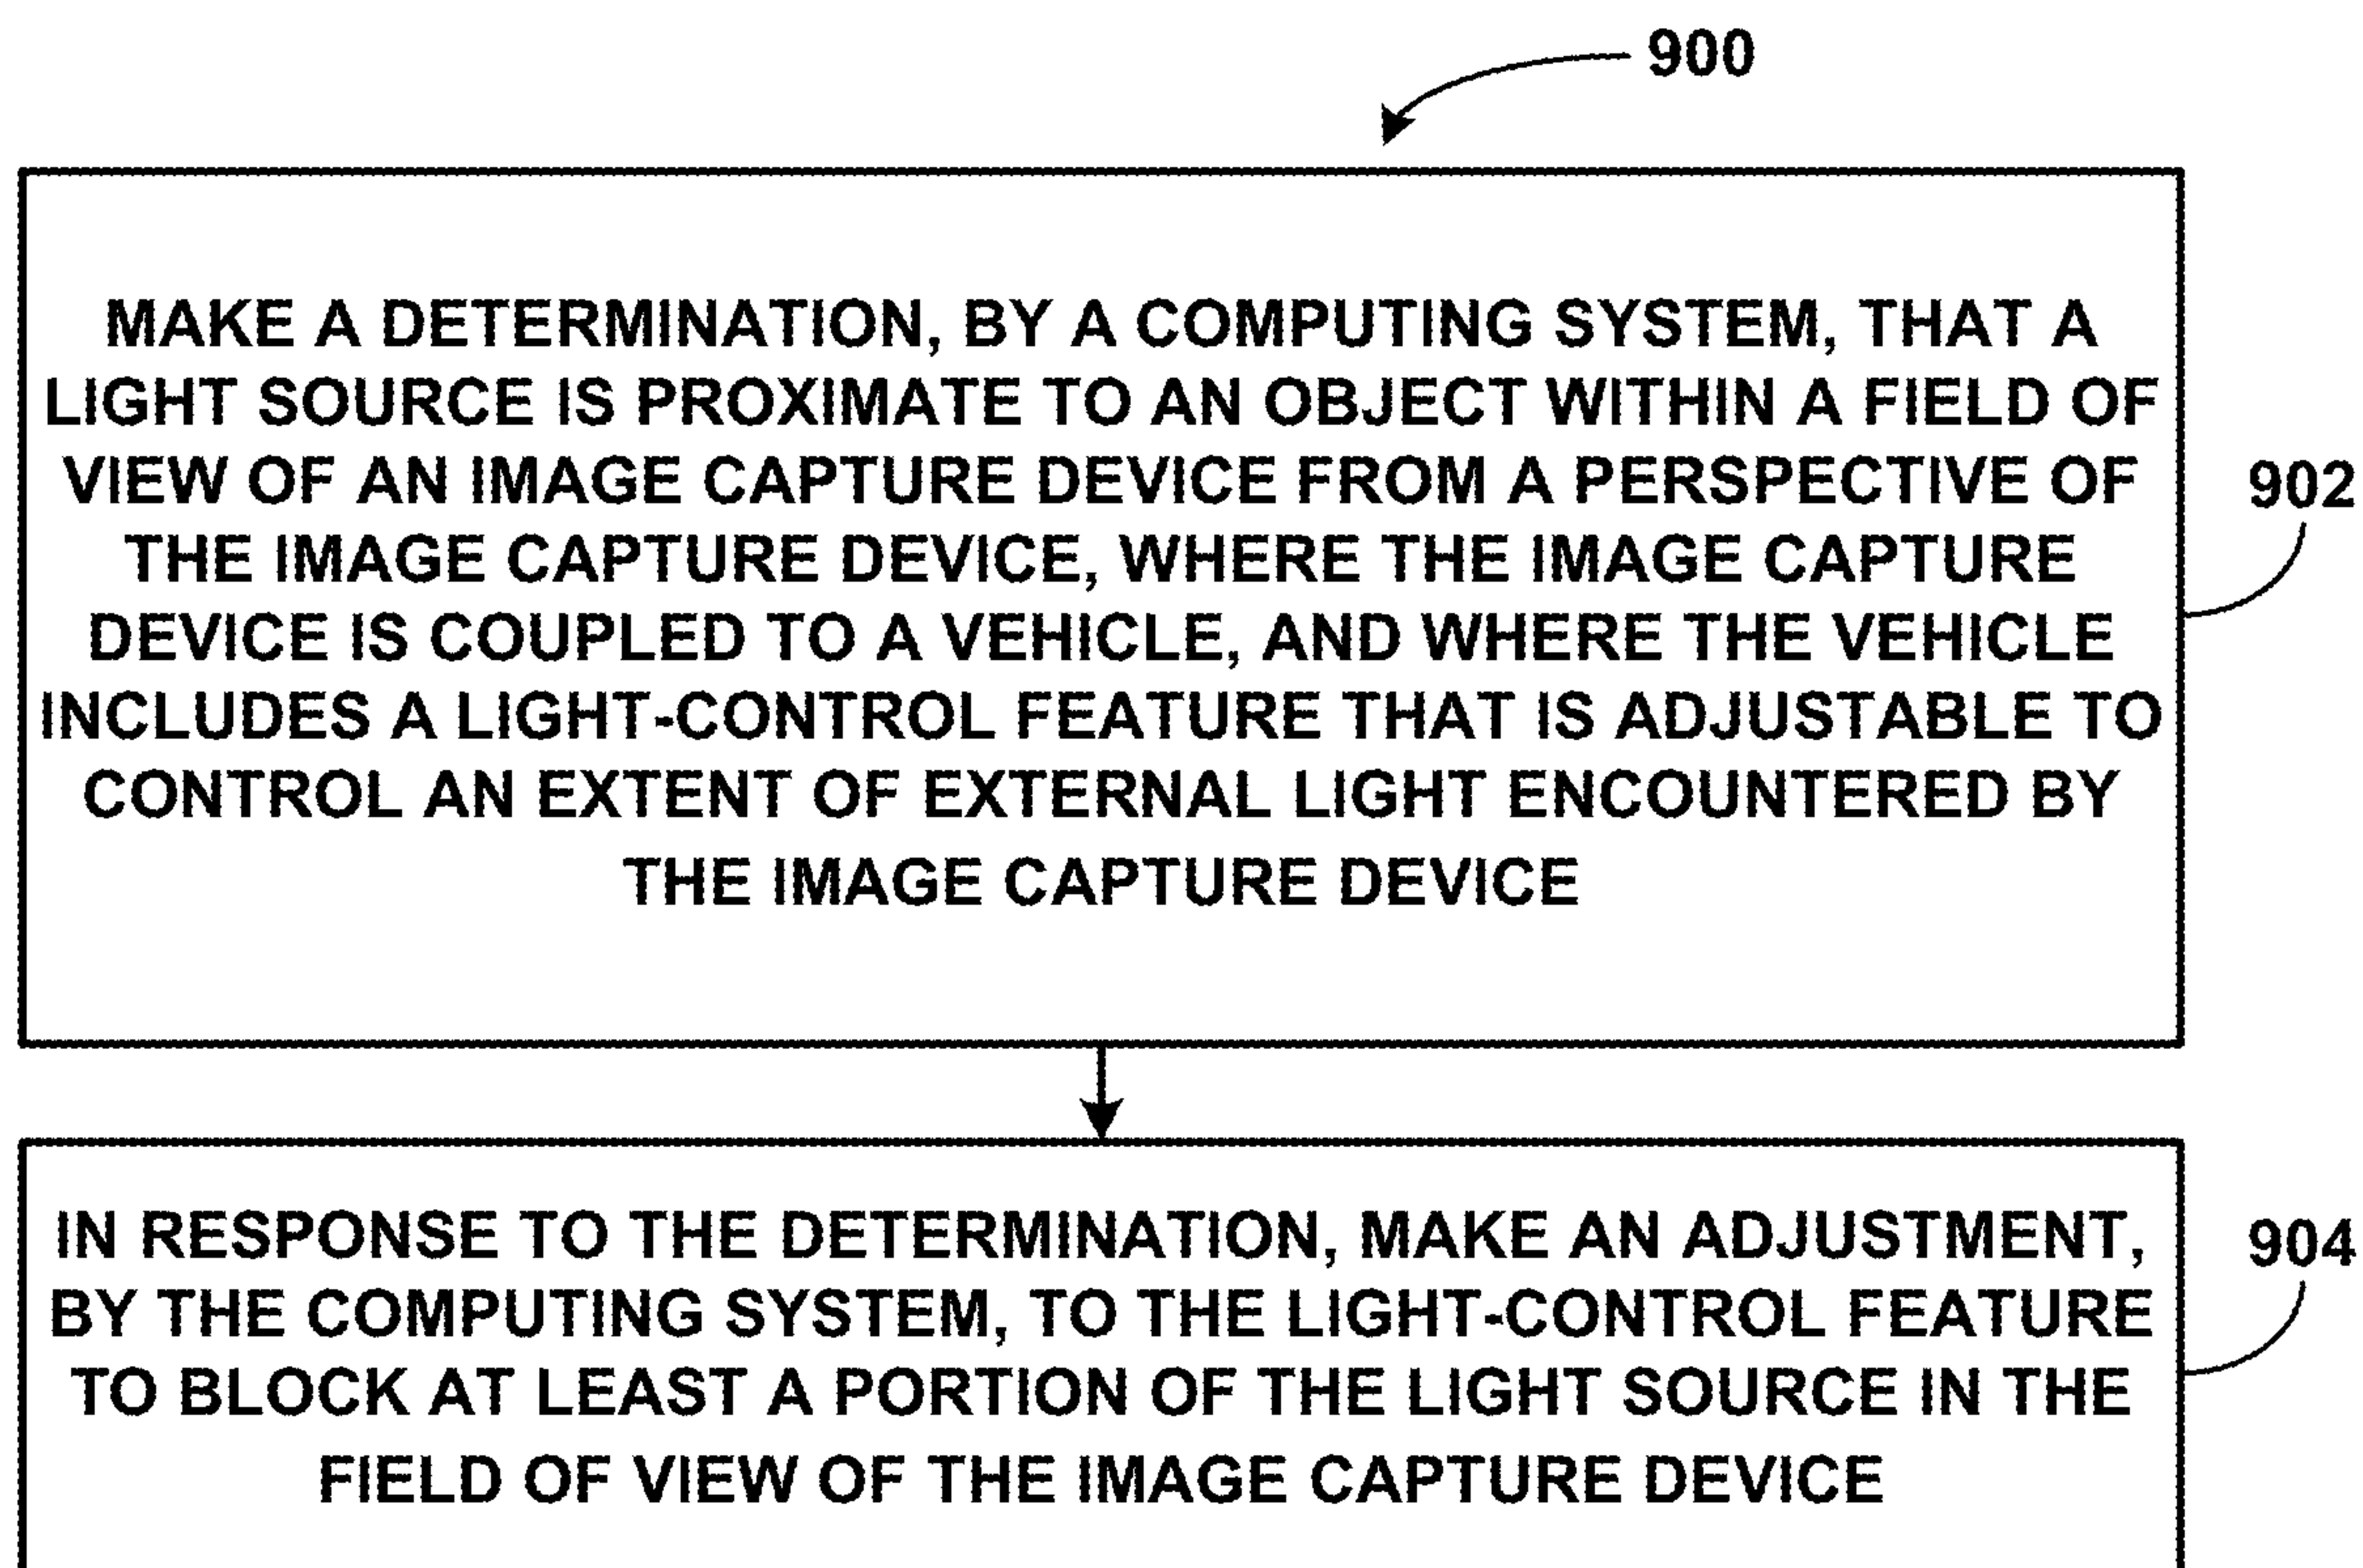 900
MAKE A DETERMINATION, BY A COMPUTING SYSTEM, THAT A
LIGHT SOURCE IS PROXIMATE TO AN OBJECT WITHIN A FIELD OF
VIEW OF AN IMAGE CAPTURE DEVICE FROM A PERSPECTIVE OF
THE IMAGE CAPTURE DEVICE, WHERE THE IMAGE CAPTURE
DEVICE IS COUPLED TO A VEHICLE, AND WHERE THE VEHICLE
INCLUDES A LIGHT-CONTROL FEATURE THAT IS ADJUSTABLE TO
CONTROL AN EXTENT OF EXTERNAL LIGHT ENCOUNTERED BY
THE IMAGE CAPTURE DEVICE
902
IN RESPONSE TO THE DETERMINATION, MAKE AN ADJUSTMENT,
BY THE COMPUTING SYSTEM, TO THE LIGHT-CONTROL FEATURE
TO BLOCK AT LEAST A PORTION OF THE LIGHT SOURCE IN THE
FIELD OF VIEW OF THE IMAGE CAPTURE DEVICE
904